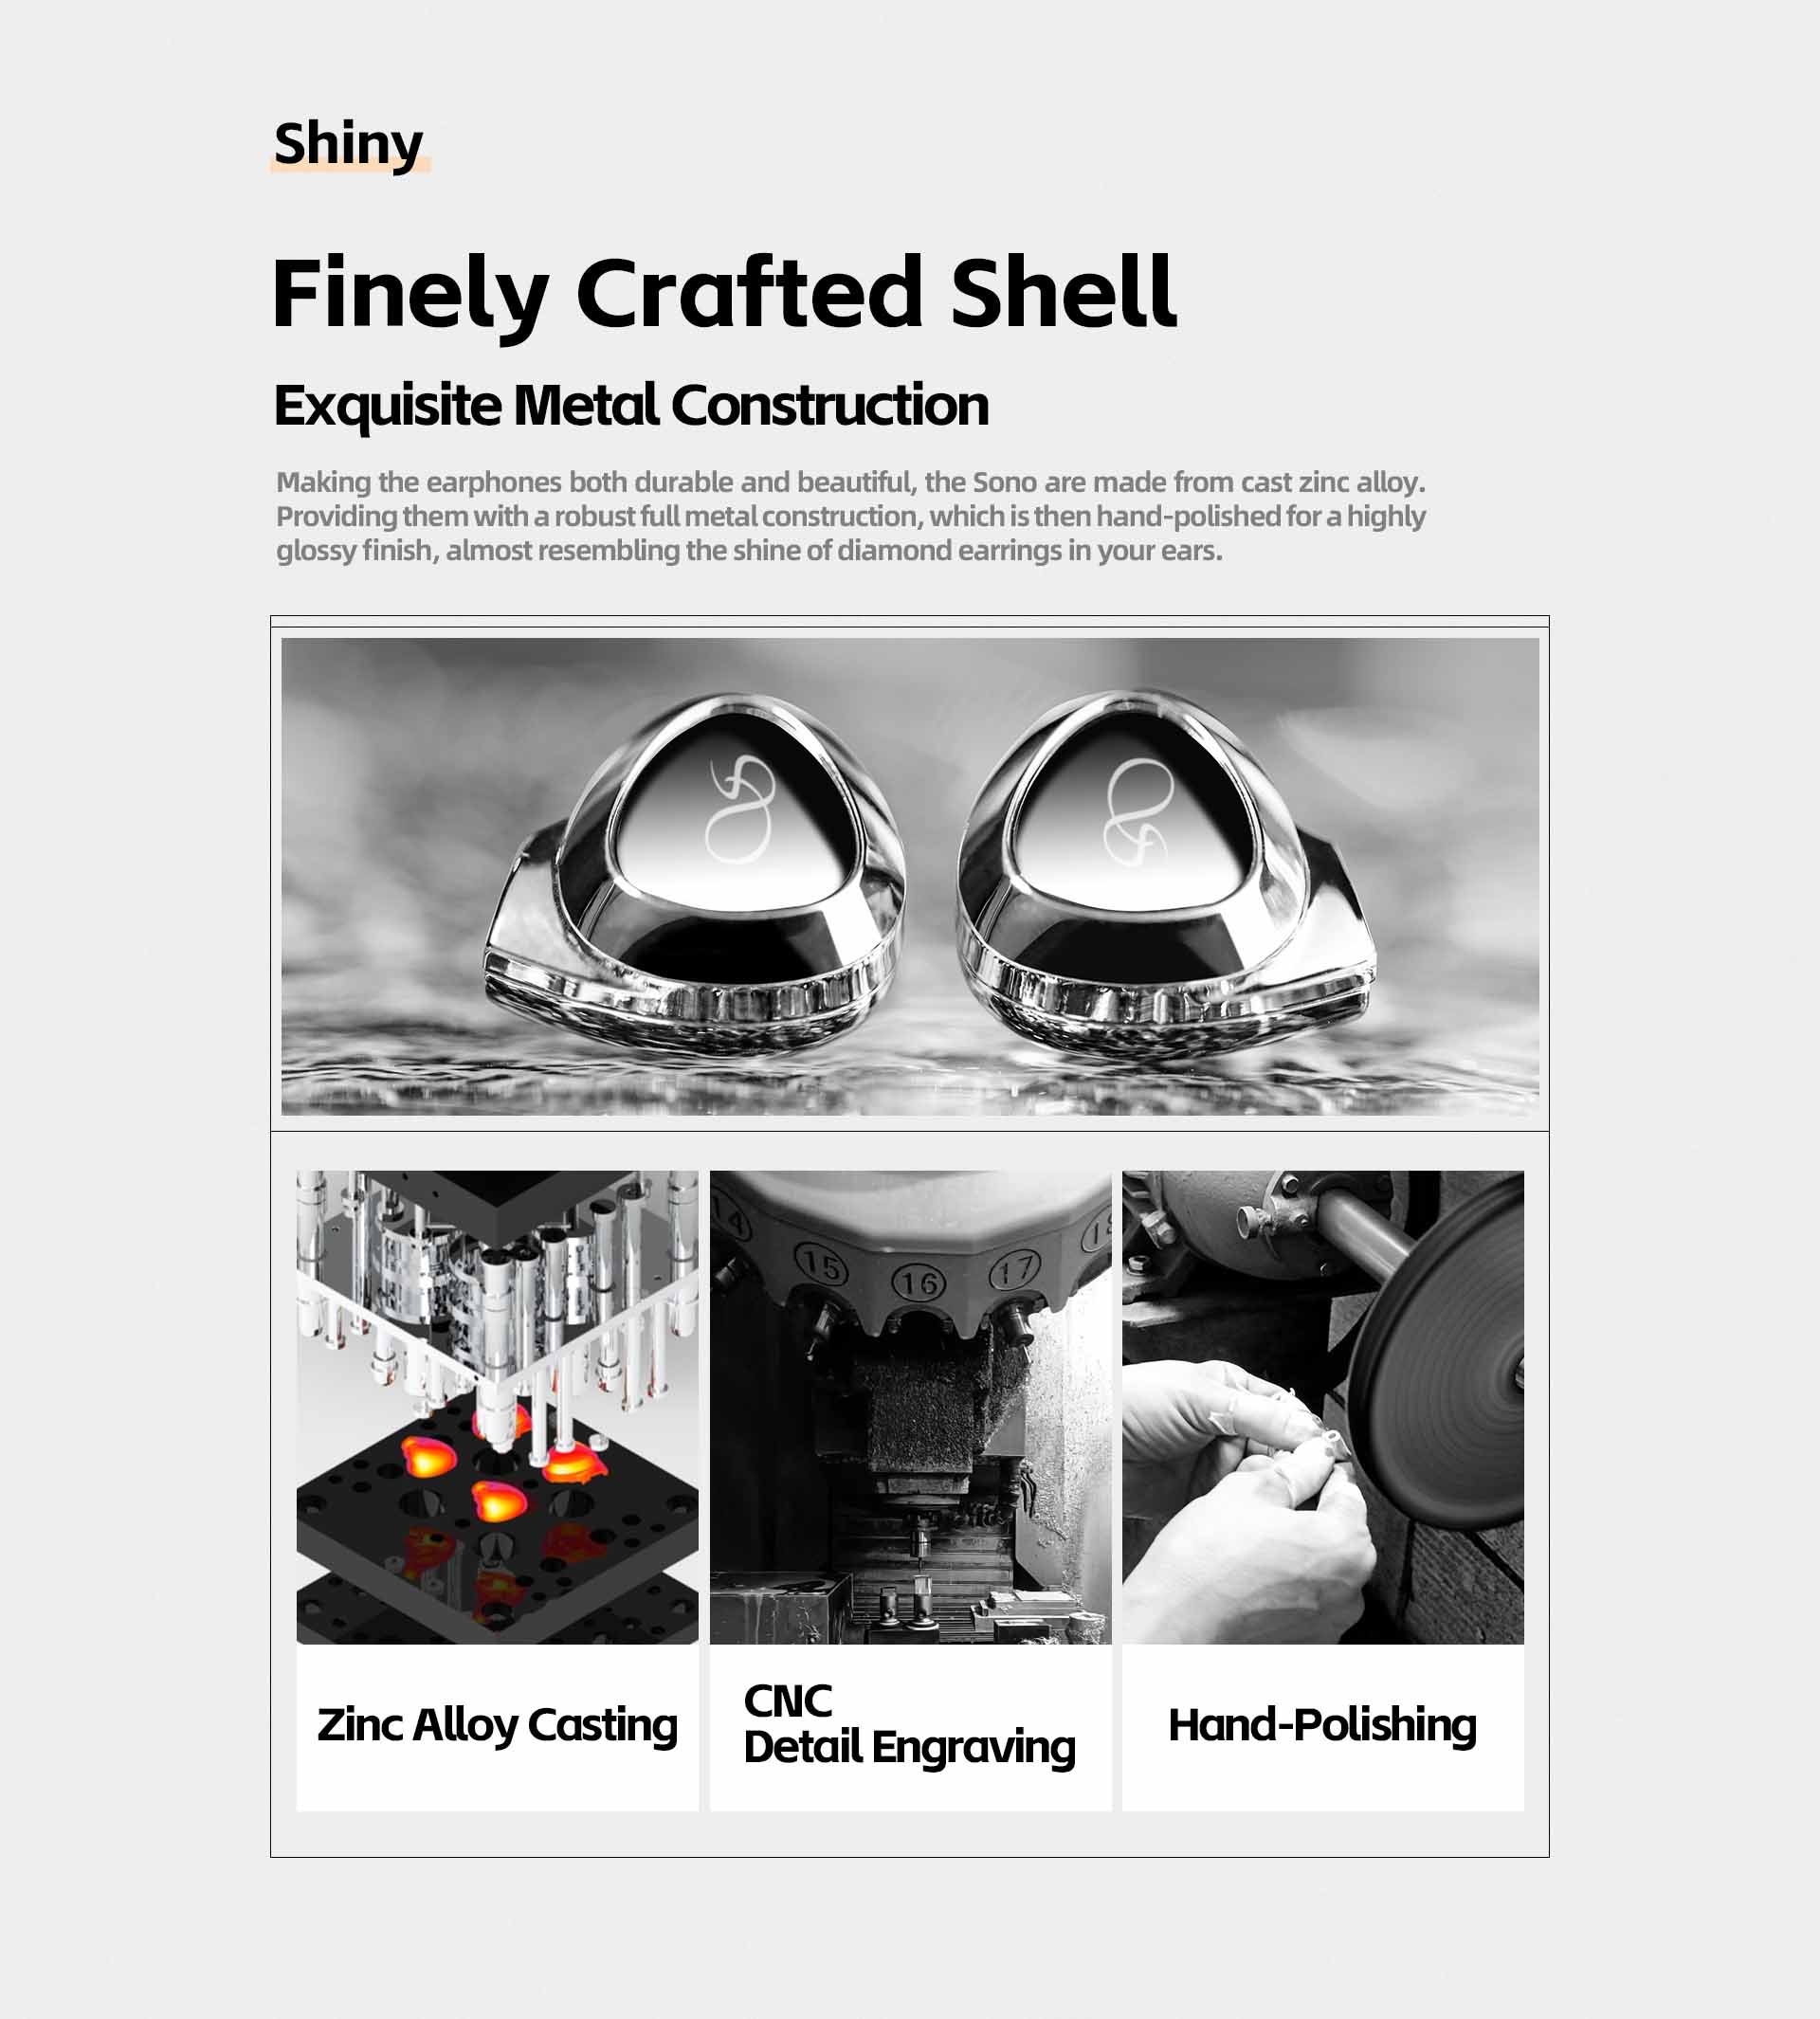 Shiny
Finely Crafted Shell
Exquisite Metal Construction
Making the earphones both durable and beautiful, the Sono are made from cast zinc alloy.
Providing them with a robust full metal construction, which is then hand-polished for a highly
glossy finish, almost resembling the shine of diamond earrings in your ears.
14
15
16
17
Zinc Alloy Casting
CNC
Detail Engraving
Hand-Polishing